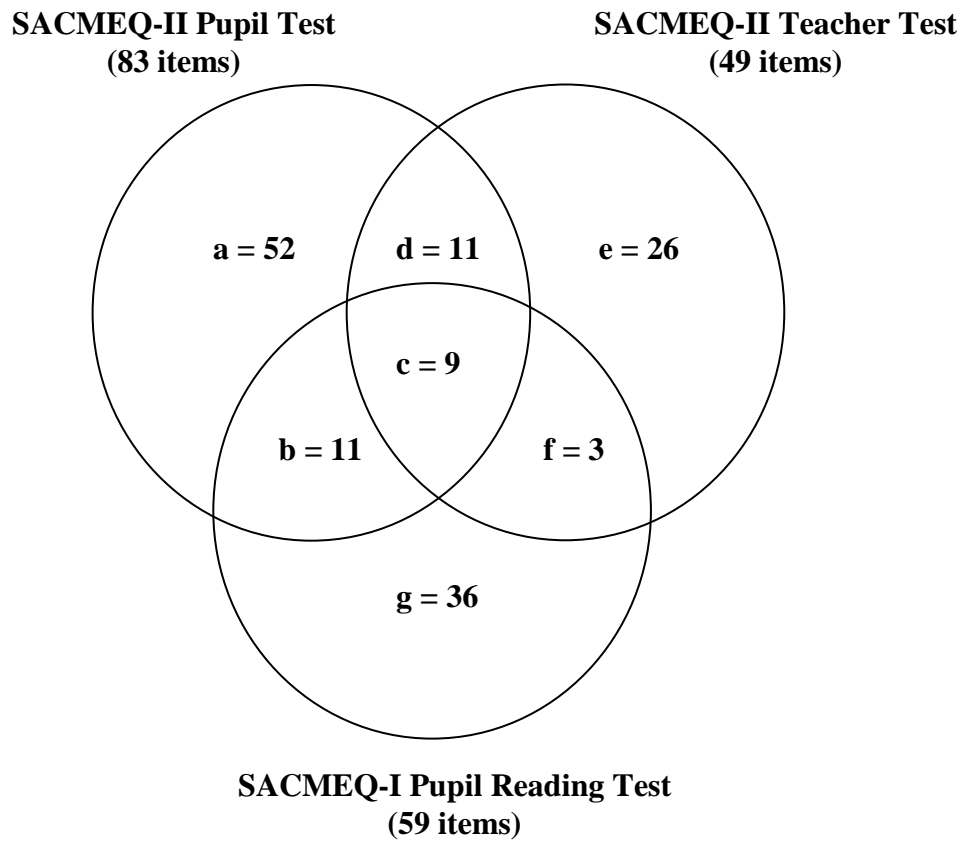 SACMEQ-II Pupil Test
(83 items)
SACMEQ-II Teacher Test
(49 items)
a = 52
d = 11
e = 26
c = 9
b = 11
f = 3
g = 36
SACMEQ-I Pupil Reading Test
(59 items)